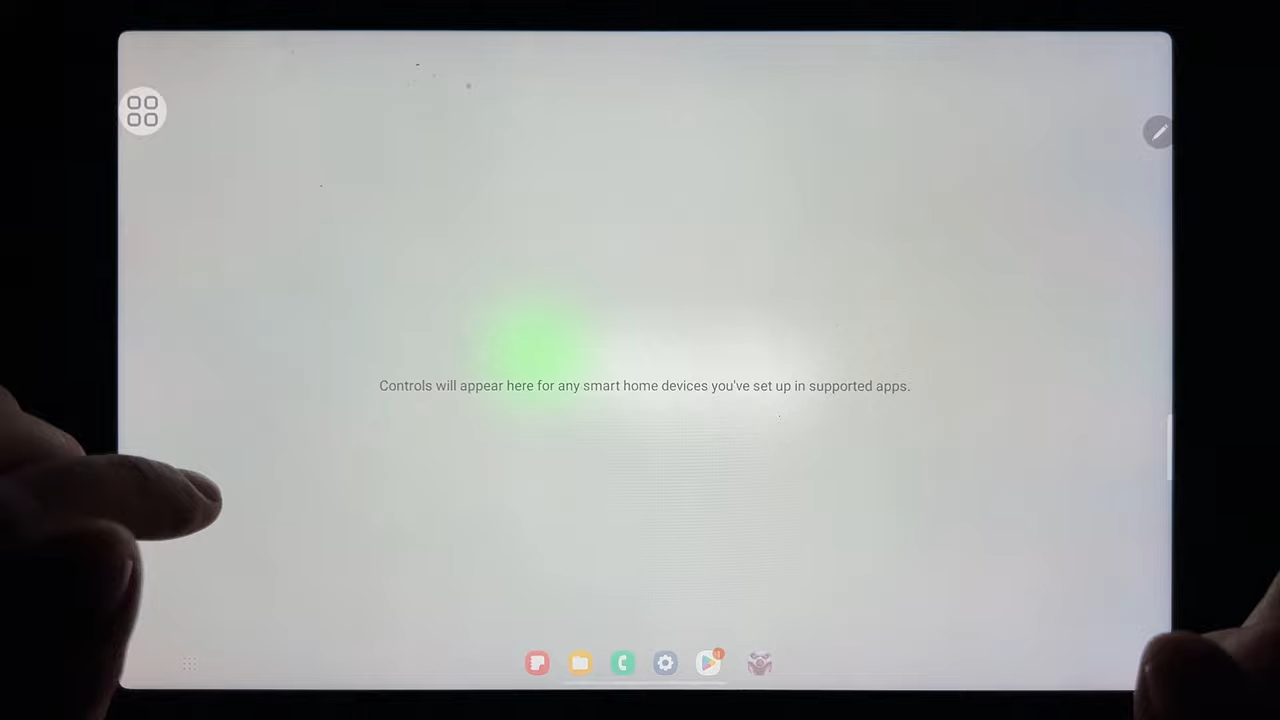 Controls will appear here for any smart home devices you've set up in supported apps.